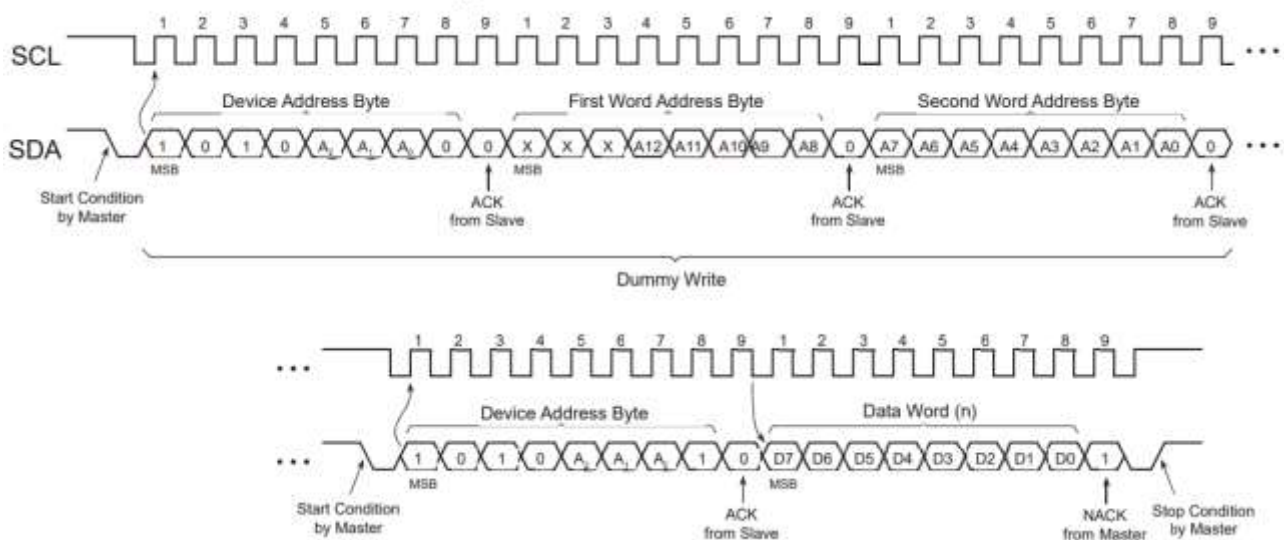 1 2 3 4 5 6 7 8 9 1 2 3 4 5 6 7 8 9 1 2 3 4 5 6 7 8 9
SCL
Device Address Byte First Word Address Byte Second Word Address Byte
SDA 1 0 1 0 A2 A1 A0 0 0 X X X A12 A11 A10 A9 A8 0 A7 A6 A5 A4 A3 A2 A1 A0 0
MSB MSB MSB
Start Condition ACK ACK ACK
by Master from Slave from Slave from Slave
Dummy Write
1 2 3 4 5 6 7 8 9 1 2 3 4 5 6 7 8 9
Device Address Byte Data Word (n)
1 0 1 0 A A A 1 0 D7 D6 D5 D4 D3 D2 D1 D0 1
MSB MSB
Start Condition ACK NACK Stop Condition
by Master from Slave from Master by Master